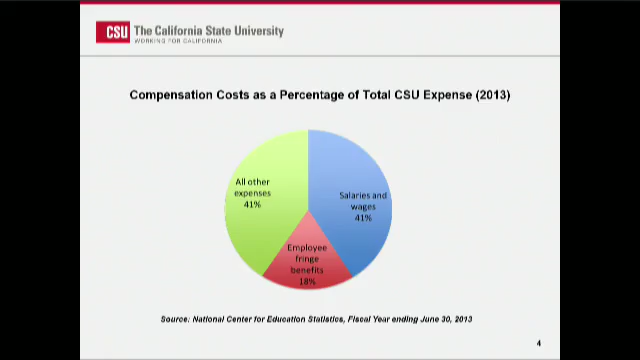 CSU The California State University
WORKING FOR CALIFORNIA
Compensation Costs as a Percentage of Total CSU Expense (2013)
All other
expenses
41%
Salaries and
wages
41%
Employee
fringe
benefits
18%
Source: National Center for Education Statistics, Fiscal Year ending June 30, 2013
4